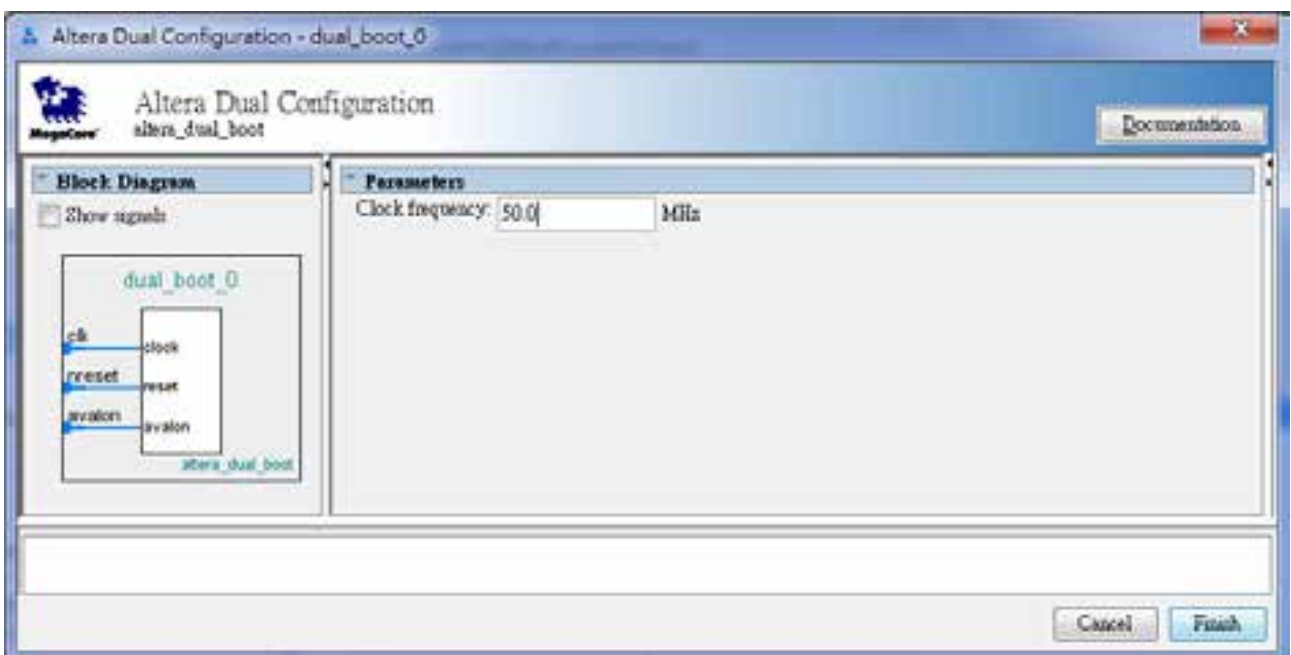 Altera Dual Configuration - dual_boot_0
MegaCore
Altera Dual Configuration
altera_dual_boot
Documentation
Block Diagram
Show signals
dual_boot_0
clk
clock
nreset
reset
avalon
avalon
altera_dual_boot
Parameters
Clock frequency: 50.0 MHz
Cancel Finish